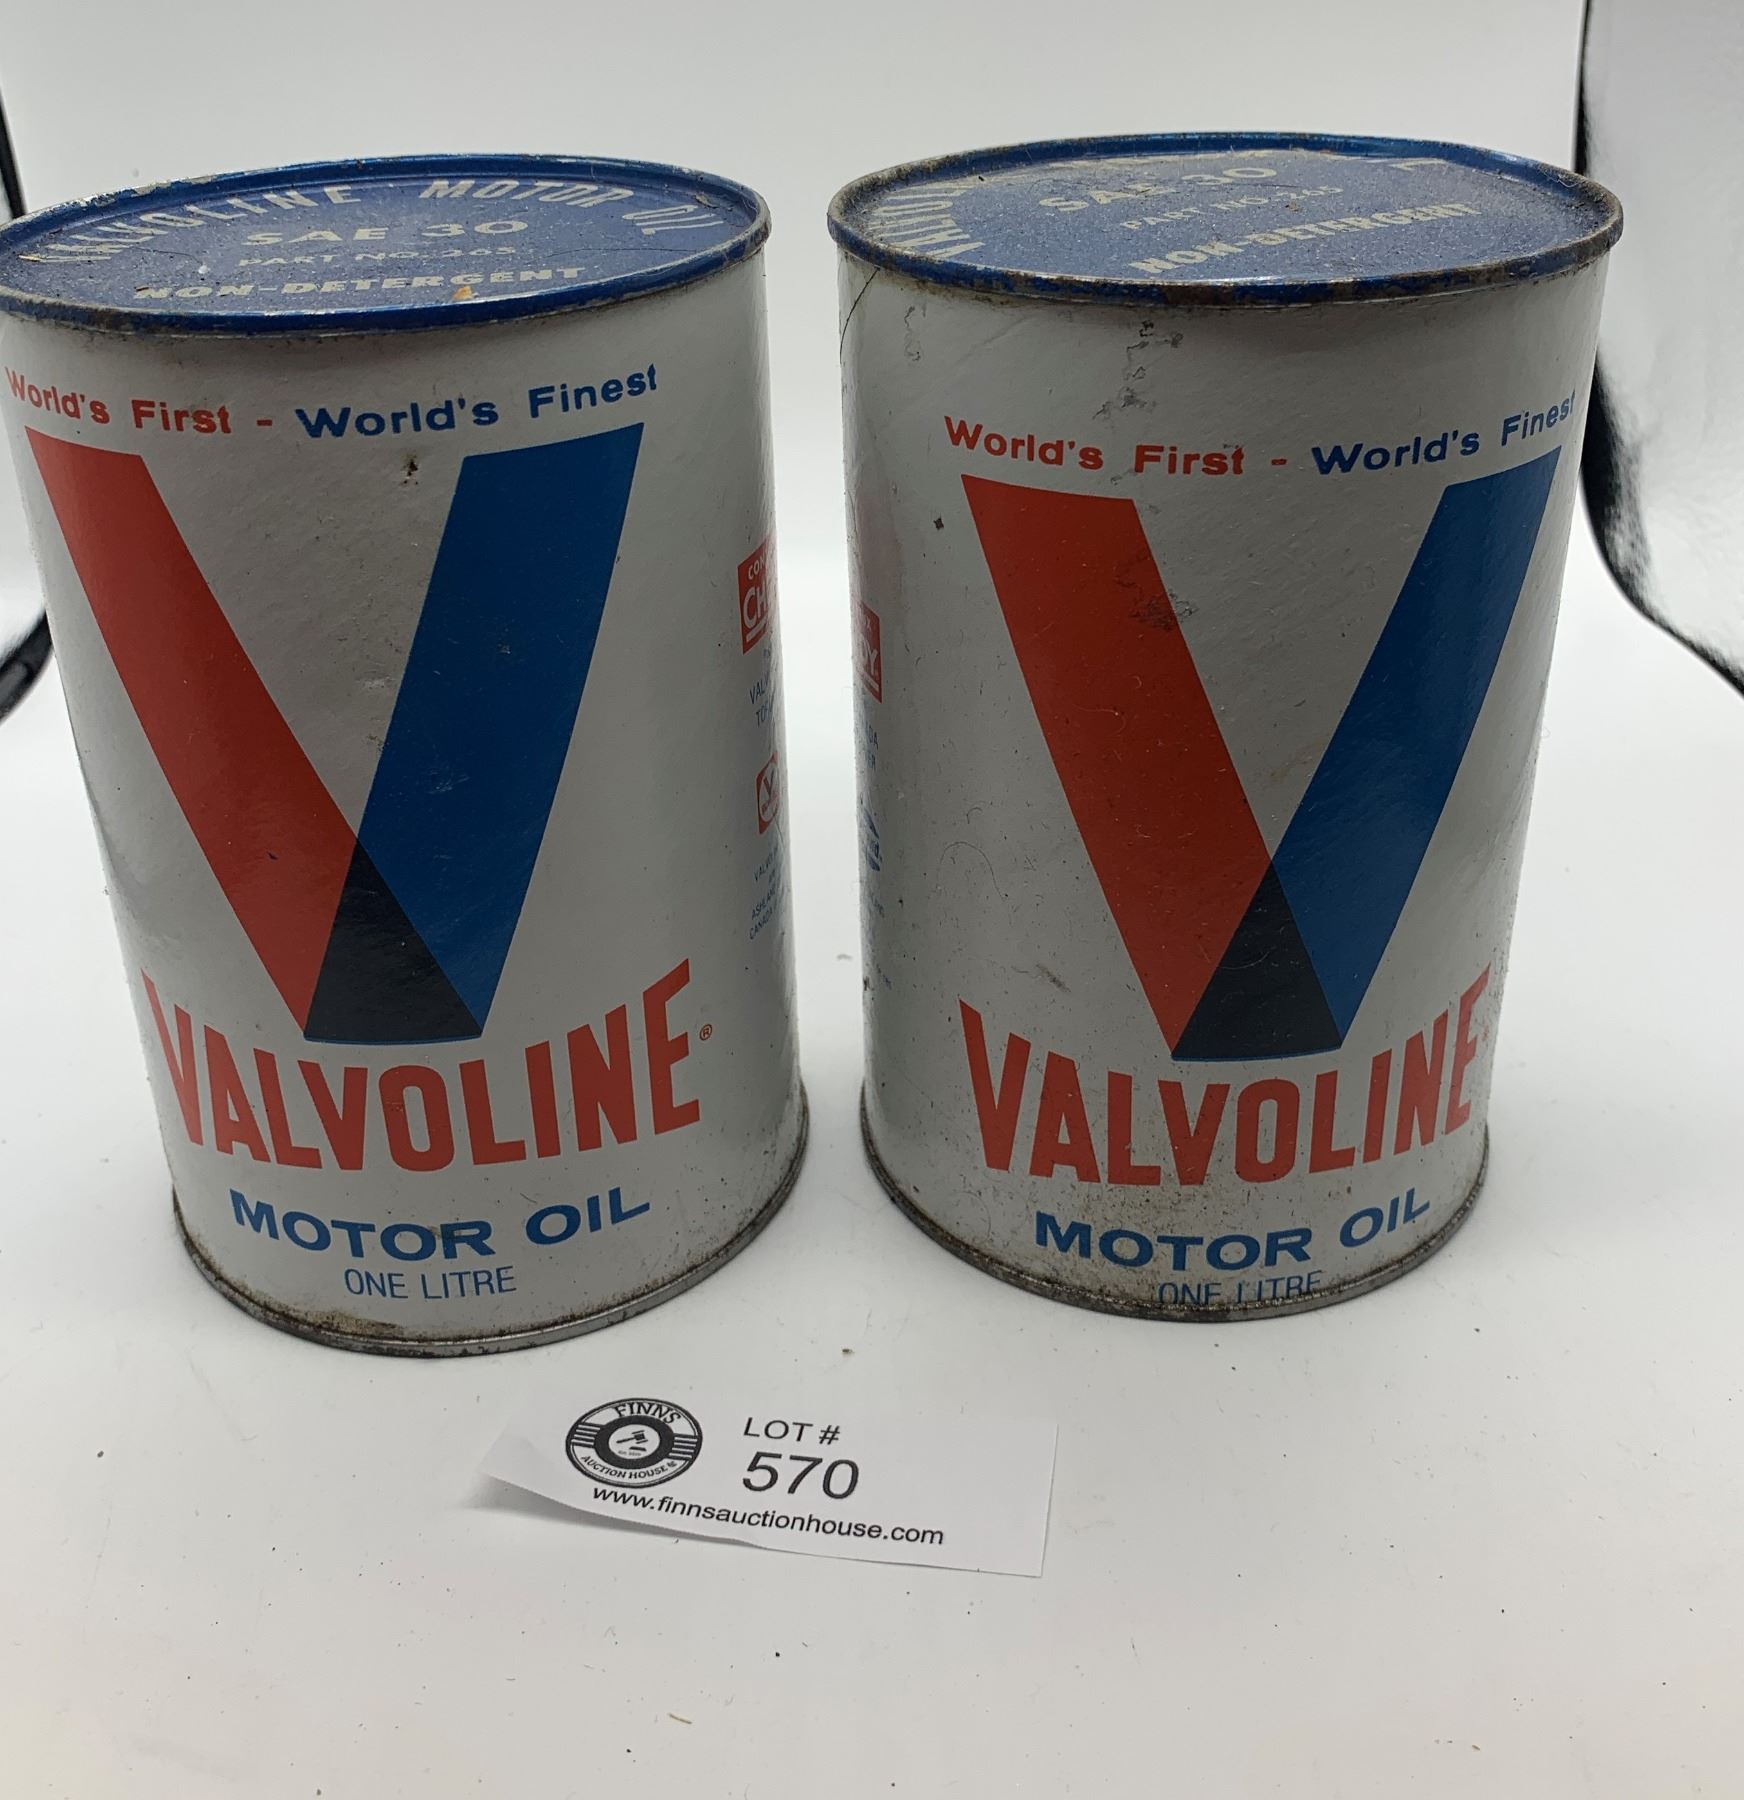 VALVOLINE MOTOR OIL
SAE 30
PART NO.
NON-DETERGENT
World's First - World's Finest
VALVOLINE®
MOTOR OIL
ONE LITRE
SAE 30
PART NO.
NON-DETERGENT
World's First - World's Finest
VALVOLINE
MOTOR OIL
ONE LITRE
FINNS
AUCTION HOUSE
LOT #
570
www.finnsauctionhouse.com